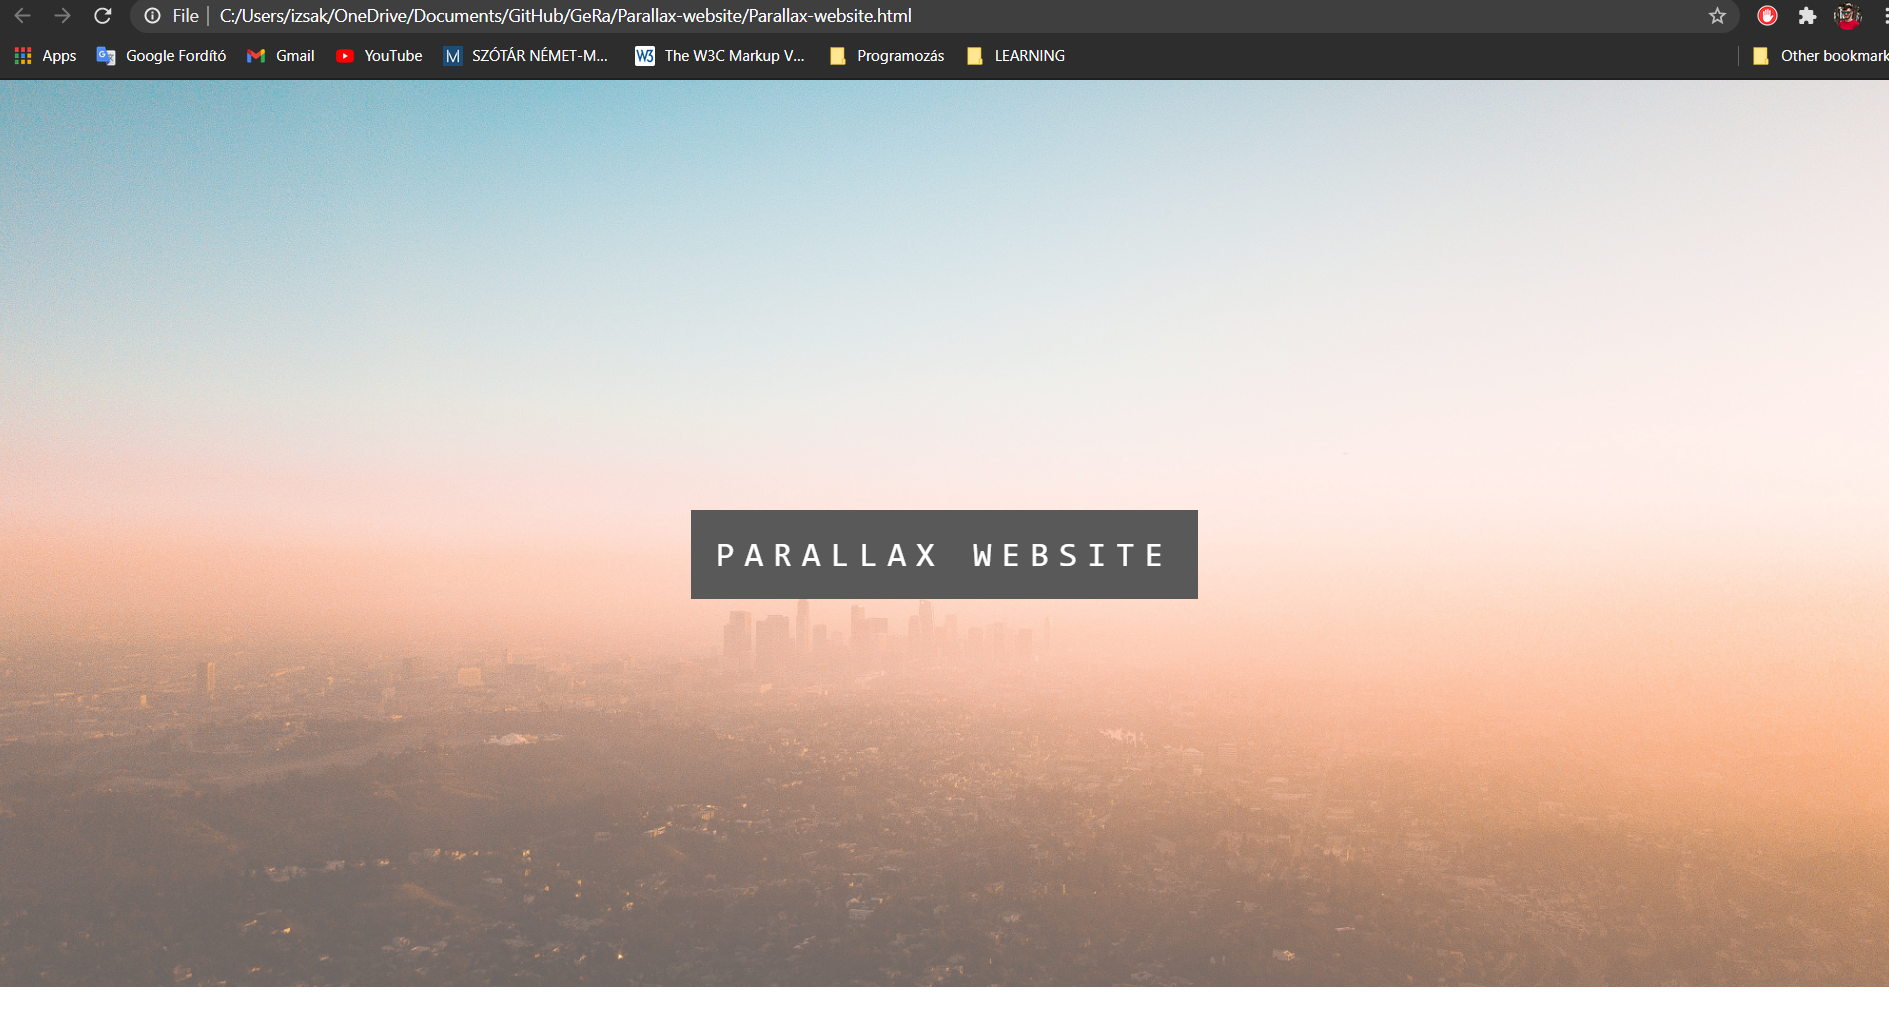 File C:/Users/izsak/OneDrive/Documents/GitHub/GeRa/Parallax-website/Parallax-website.html
Apps Google Fordító Gmail YouTube SZÓTÁR NÉMET-M... The W3C Markup V... Programozás LEARNING Other bookmark
PARALLAX WEBSITE